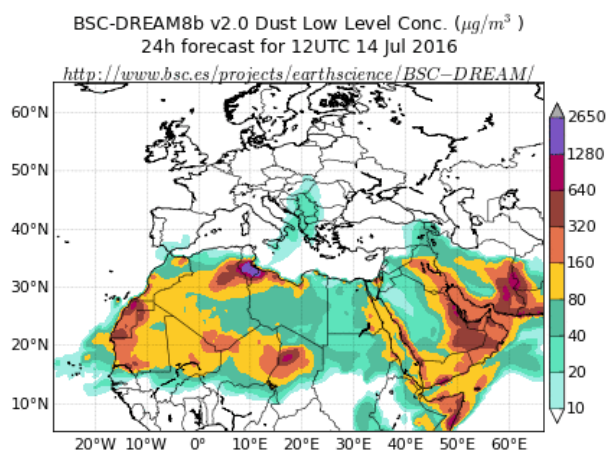 BSC-DREAM8b v2.0 Dust Low Level Conc. (μg/m³ )
24h forecast for 12UTC 14 Jul 2016
http://www.bsc.es/projects/earthscience/BSC−DREAM/
60°N
50°N
40°N
30°N
20°N
10°N
20°W
10°W
0°
10°E
20°E
30°E
40°E
50°E
60°E
2650
1280
640
320
160
80
40
20
10